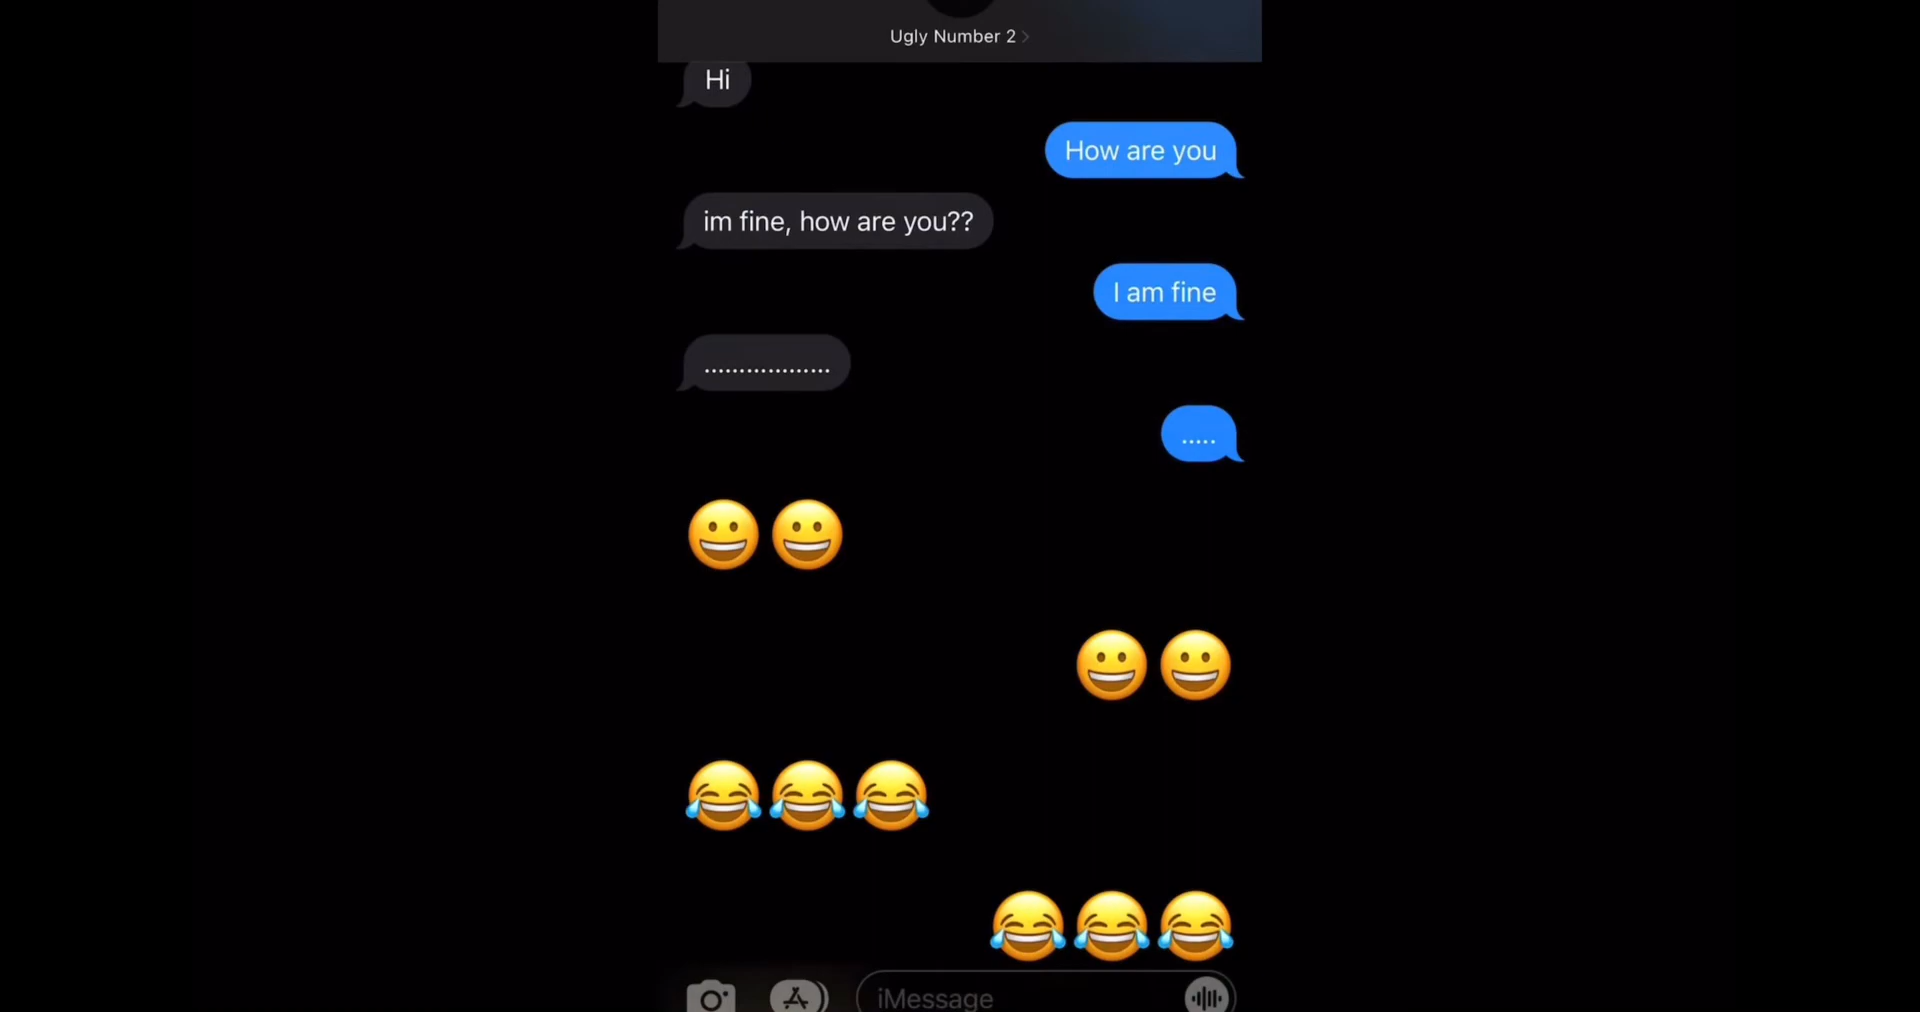 Ugly Number 2
Hi
How are you
im fine, how are you??
I am fine
..................
.....
😀😀
😀😀
😂😂😂
😂😂😂
iMessage